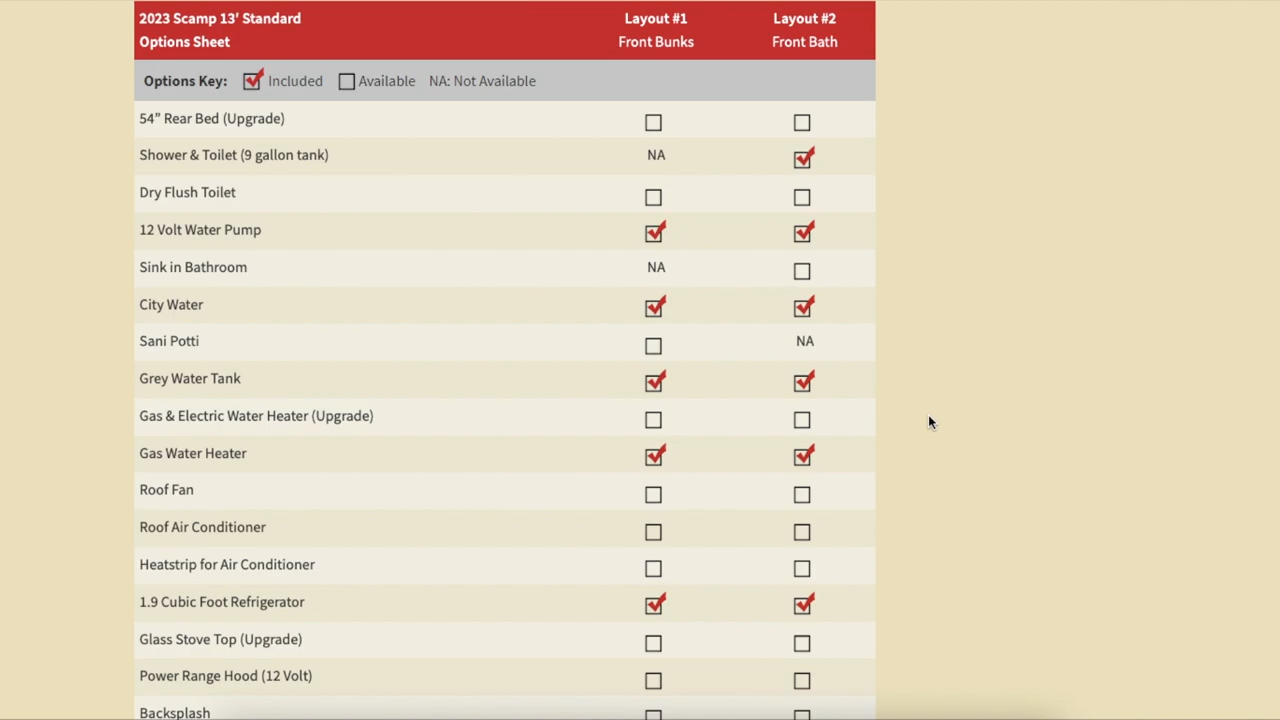 2023 Scamp 13′ Standard Layout #1 Layout #2
Options Sheet Front Bunks Front Bath
Options Key: Included Available NA: Not Available
54” Rear Bed (Upgrade)
Shower & Toilet (9 gallon tank) NA
Dry Flush Toilet
12 Volt Water Pump
Sink in Bathroom NA
City Water
Sani Potti NA
Grey Water Tank
Gas & Electric Water Heater (Upgrade)
Gas Water Heater
Roof Fan
Roof Air Conditioner
Heatstrip for Air Conditioner
1.9 Cubic Foot Refrigerator
Glass Stove Top (Upgrade)
Power Range Hood (12 Volt)
Backsplash